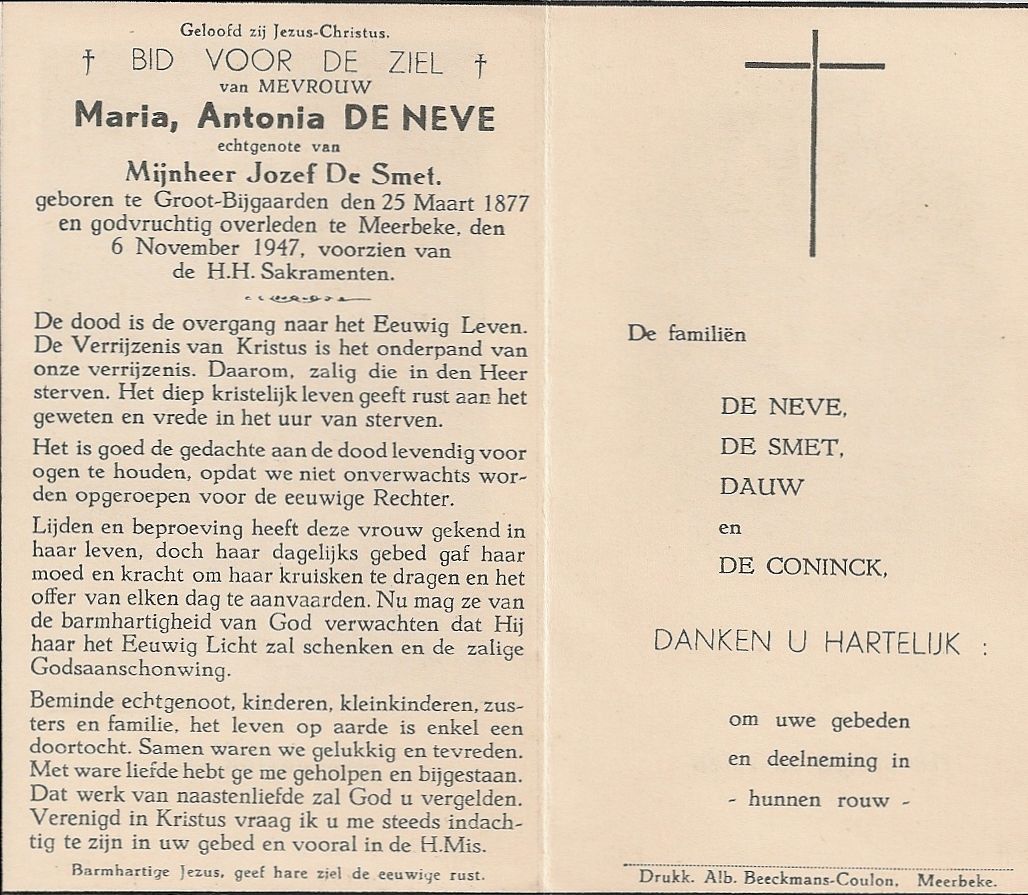 Geloofd zij Jezus-Christus.
† BID VOOR DE ZIEL †
van MEVROUW
Maria, Antonia DE NEVE
echtgenote van
Mijnheer Jozef De Smet.
geboren te Groot-Bijgaarden den 25 Maart 1877
en godvruchtig overleden te Meerbeke, den
6 November 1947, voorzien van
de H.H. Sakramenten.
De dood is de overgang naar het Eeuwig Leven.
De Verrijzenis van Kristus is het onderpand van
onze verrijzenis. Daarom, zalig die in den Heer
sterven. Het diep kristelijk leven geeft rust aan het
geweten en vrede in het uur van sterven.
Het is goed de gedachte aan de dood levendig voor
ogen te houden, opdat we niet onverwachts wor-
den opgeroepen voor de eeuwige Rechter.
Lijden en beproeving heeft deze vrouw gekend in
haar leven, doch haar dagelijks gebed gaf haar
moed en kracht om haar kruisken te dragen en het
offer van elken dag te aanvaarden. Nu mag ze van
de barmhartigheid van God verwachten dat Hij
haar het Eeuwig Licht zal schenken en de zalige
Godsaanschonwing.
Beminde echtgenoot, kinderen, kleinkinderen, zus-
ters en familie, het leven op aarde is enkel een
doortocht. Samen waren we gelukkig en tevreden.
Met ware liefde hebt ge me geholpen en bijgestaan.
Dat werk van naastenliefde zal God u vergelden.
Verenigd in Kristus vraag ik u me steeds indach-
tig te zijn in uw gebed en vooral in de H.Mis.
Barmhartige Jezus, geef hare ziel de eeuwige rust.
De familiën
DE NEVE,
DE SMET,
DAUW
en
DE CONINCK,
DANKEN U HARTELIJK :
om uwe gebeden
en deelneming in
- hunnen rouw -
Drukk. Alb. Beeckmans-Coulon, Meerbeke.